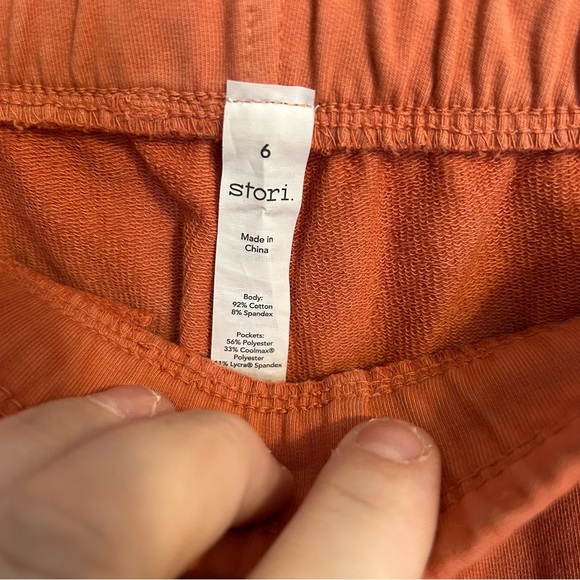 6
stori.
Made in
China
Body:
92% Cotton
8% Spandex
Pockets:
56% Polyester
33% Coolmax®
Polyester
11% Lycra® Spandex